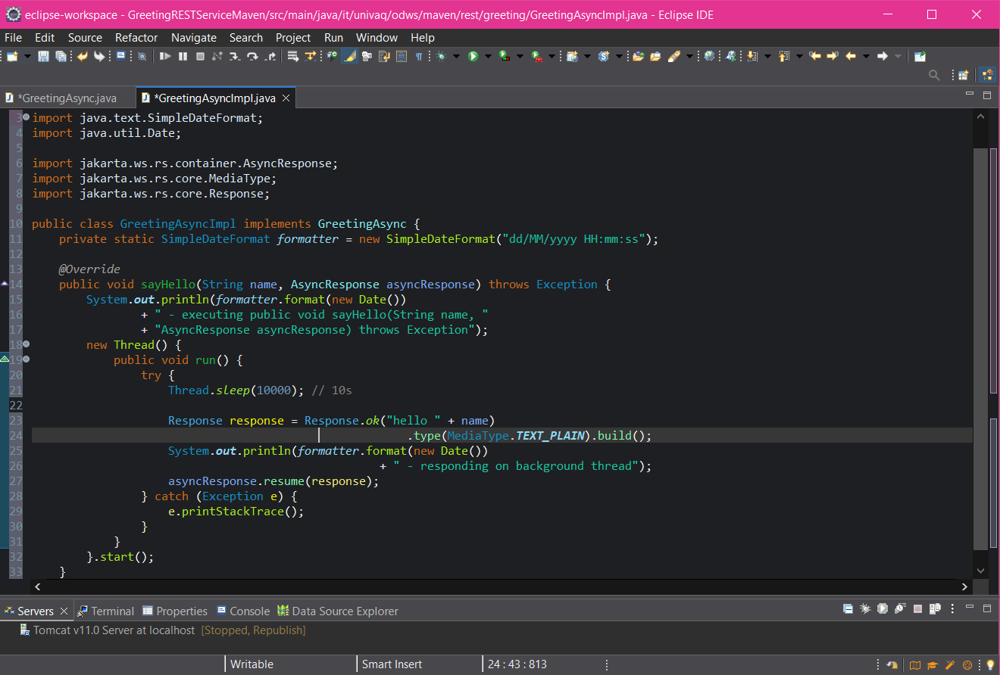 eclipse-workspace - GreetingRESTServiceMaven/src/main/java/it/univaq/odws/maven/rest/greeting/GreetingAsyncImpl.java - Eclipse IDE
File Edit Source Refactor Navigate Search Project Run Window Help
*GreetingAsync.java *GreetingAsyncImpl.java
3 import java.text.SimpleDateFormat;
4 import java.util.Date;
5
6 import jakarta.ws.rs.container.AsyncResponse;
7 import jakarta.ws.rs.core.MediaType;
8 import jakarta.ws.rs.core.Response;
9
10 public class GreetingAsyncImpl implements GreetingAsync {
11     private static SimpleDateFormat formatter = new SimpleDateFormat("dd/MM/yyyy HH:mm:ss");
12
13     @Override
14     public void sayHello(String name, AsyncResponse asyncResponse) throws Exception {
15         System.out.println(formatter.format(new Date())
16                 + " - executing public void sayHello(String name, "
17                 + "AsyncResponse asyncResponse) throws Exception");
18         new Thread() {
19             public void run() {
20                 try {
21                     Thread.sleep(10000); // 10s
22
23                     Response response = Response.ok("hello " + name)
24                                                        .type(MediaType.TEXT_PLAIN).build();
25                     System.out.println(formatter.format(new Date())
26                                                    + " - responding on background thread");
27                     asyncResponse.resume(response);
28                 } catch (Exception e) {
29                     e.printStackTrace();
30                 }
31             }
32         }.start();
33     }
Servers Terminal Properties Console Data Source Explorer
Tomcat v11.0 Server at localhost [Stopped, Republish]
Writable Smart Insert 24 : 43 : 813